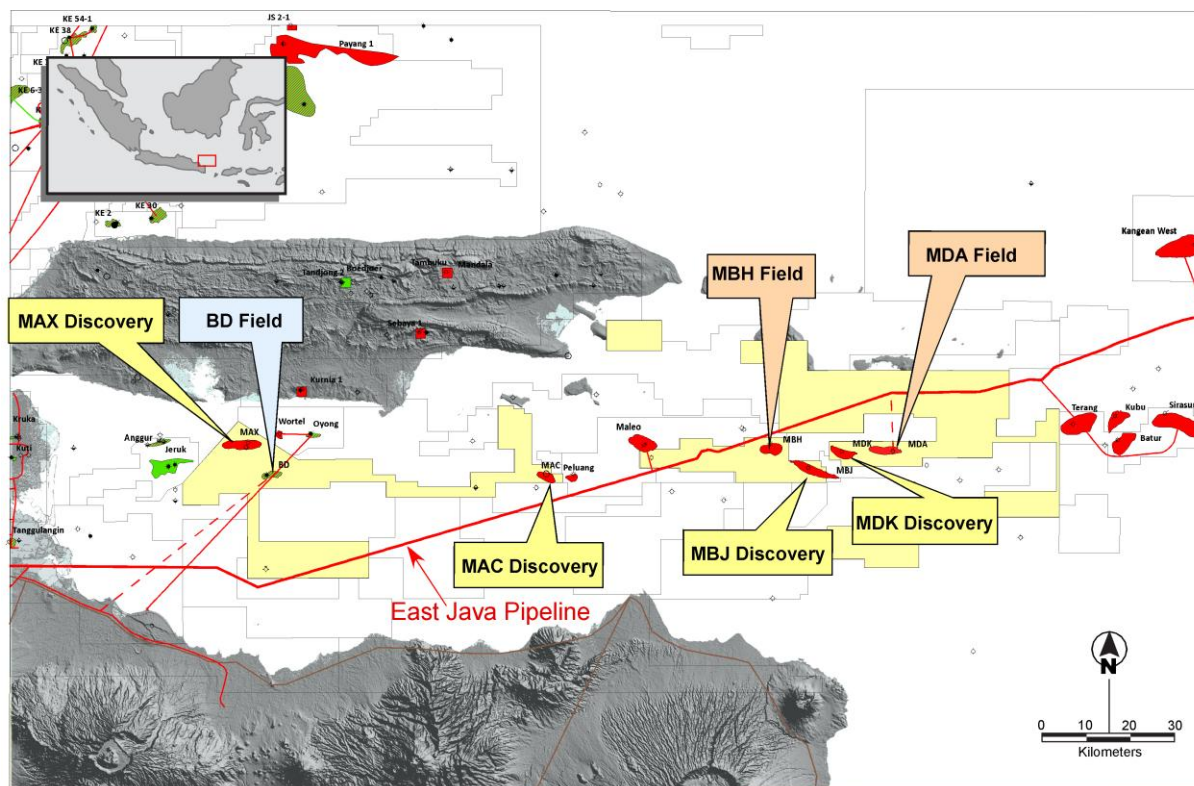 KE 54-1
JS 2-1
KE 38
Payang 1
KE 6-3
KE 2
KE 30
Kangean West
Tambuku
Mandala
Tandjong 2
Boedjoer
MBH Field
MDA Field
MAX Discovery
BD Field
Sebaya 1
Kurnia 1
Kruka
Kuti
Anggur
Jeruk
MAX
Wortel
Oyong
BD
Maleo
MAC
Peluang
MBH
MDK
MDA
MBJ
Terang
Kubu
Sirasun
Batur
Tanggulangin
MAC Discovery
MBJ Discovery
MDK Discovery
East Java Pipeline
N
0 10 20 30
Kilometers